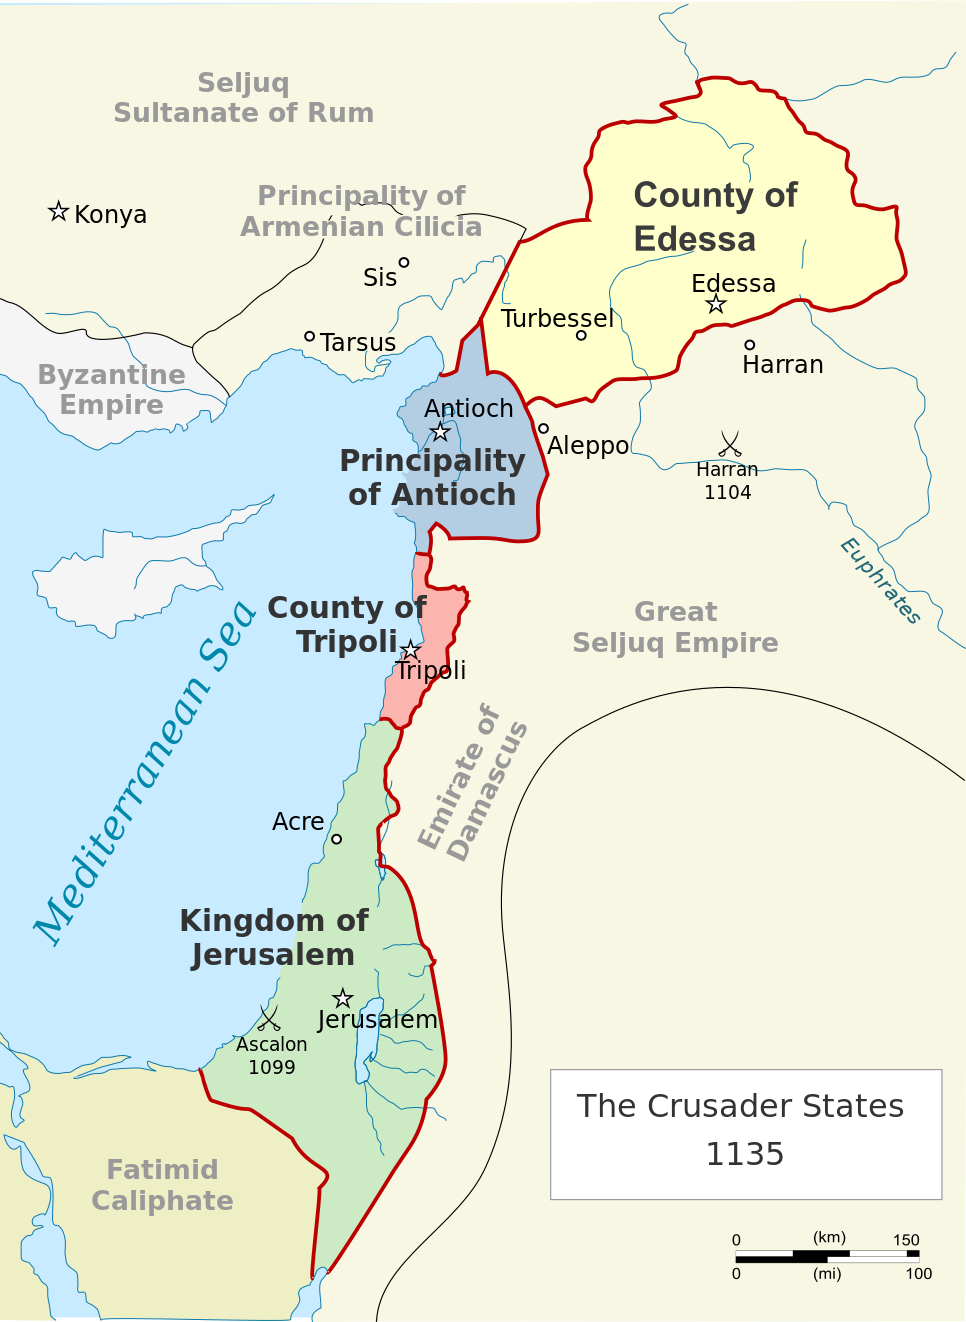 Seljuq
Sultanate of Rum
Principality of
Armenian Cilicia
County of
Edessa
Konya
Sis
Edessa
Turbessel
Tarsus
Harran
Byzantine
Empire
Antioch
Aleppo
Principality
of Antioch
Harran
1104
Euphrates
County of
Tripoli
Tripoli
Great
Seljuq Empire
Mediterranean Sea
Emirate of
Damascus
Acre
Kingdom of
Jerusalem
Jerusalem
Ascalon
1099
The Crusader States
1135
Fatimid
Caliphate
0 (km) 150
0 (mi) 100